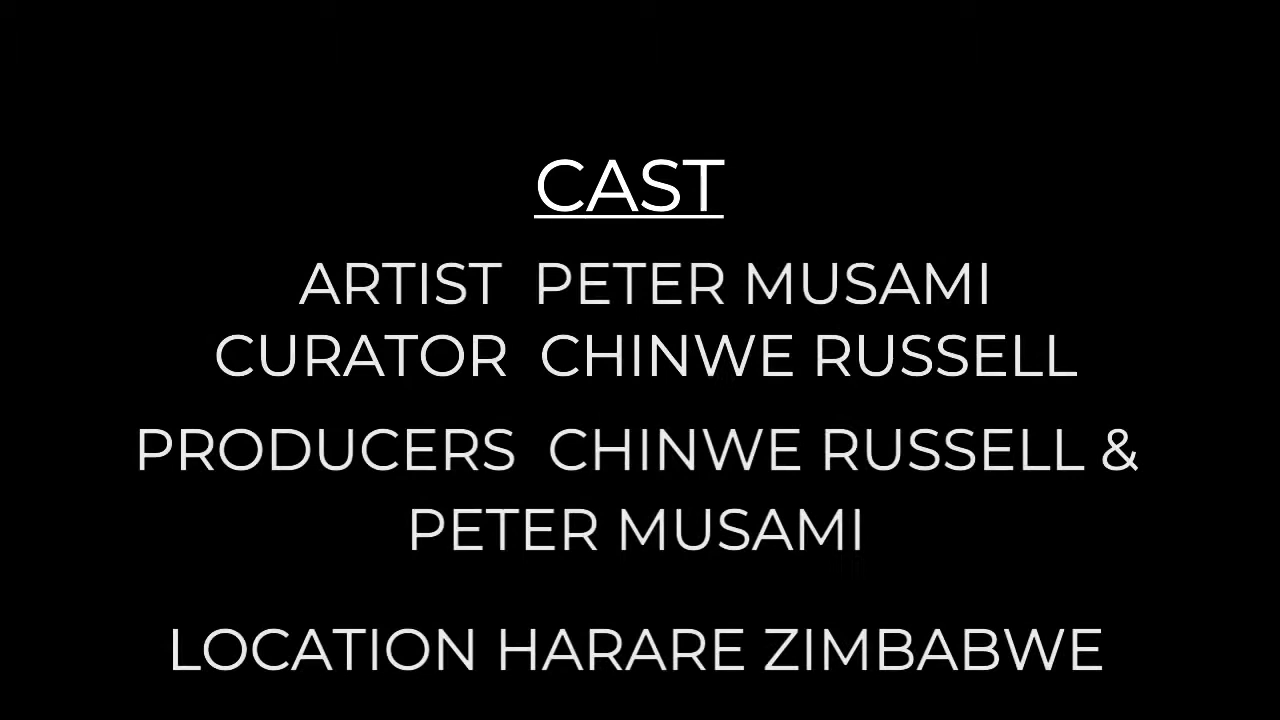 CAST
ARTIST  PETER MUSAMI
CURATOR  CHINWE RUSSELL
PRODUCERS  CHINWE RUSSELL &
PETER MUSAMI
LOCATION HARARE ZIMBABWE